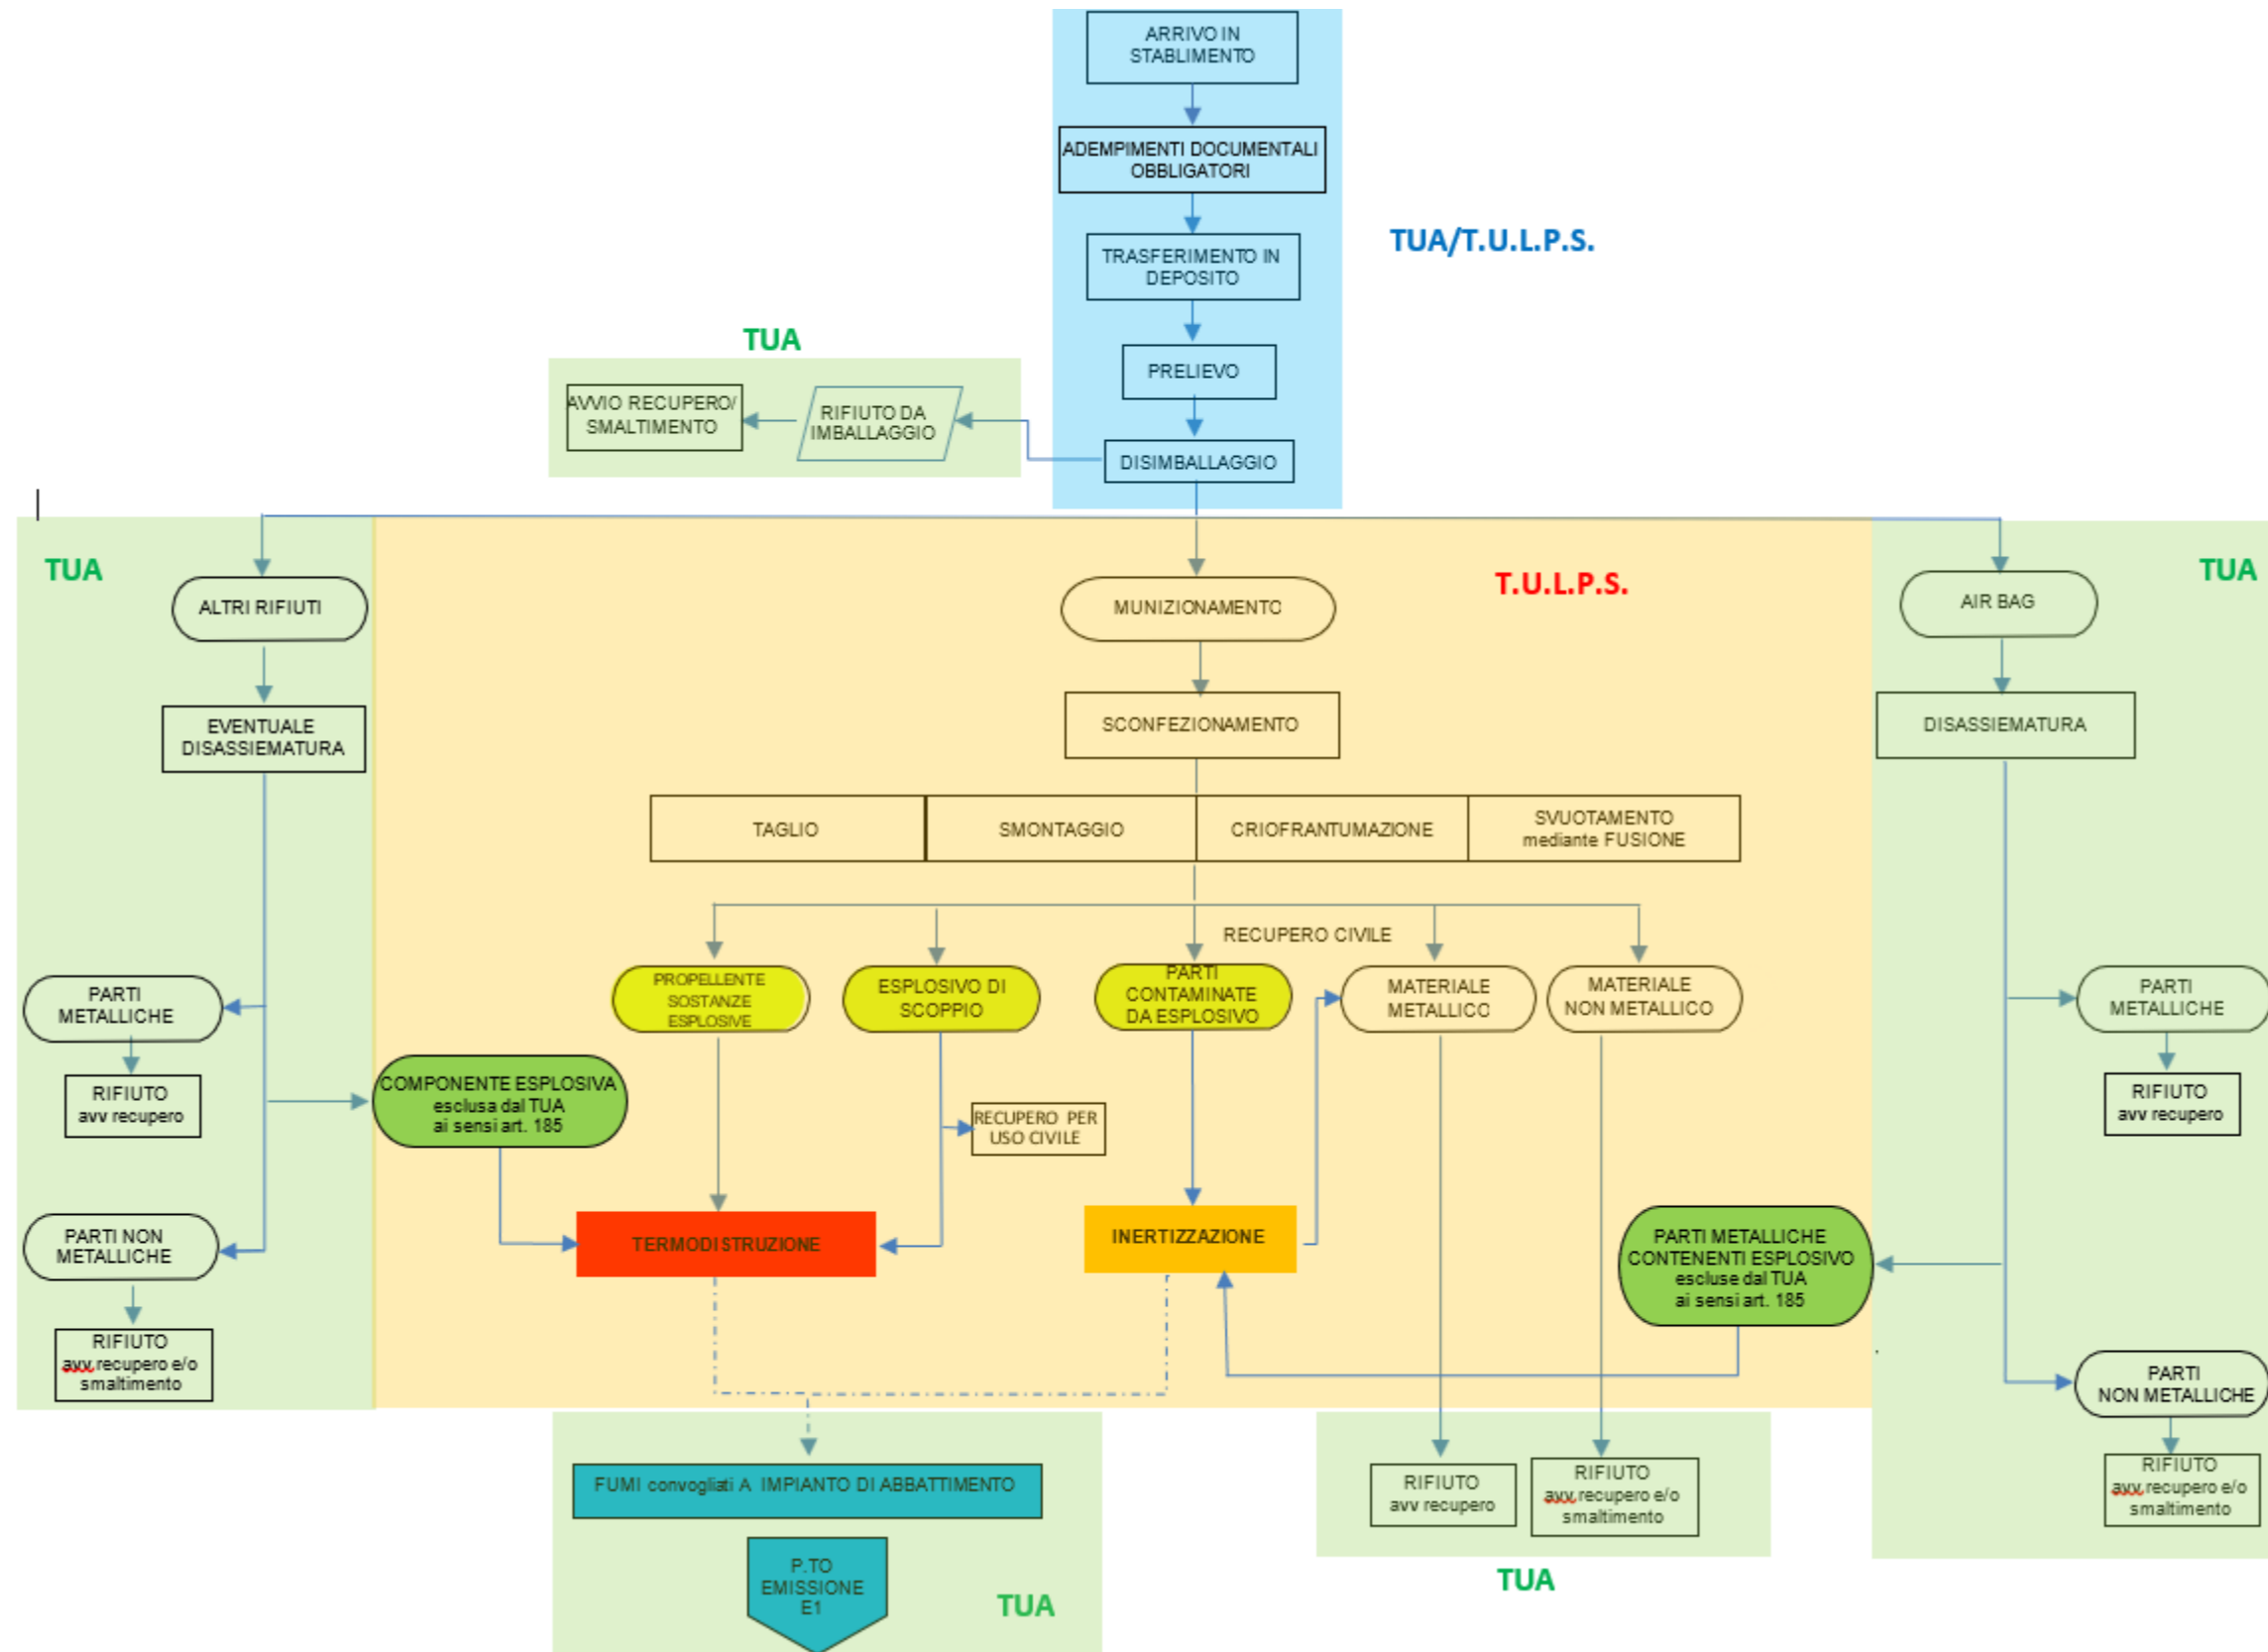 ARRIVO IN
STABLIMENTO
ADEMPIMENTI DOCUMENTALI
OBBLIGATORI
TUA/T.U.L.P.S.
TRASFERIMENTO IN
DEPOSITO
TUA
PRELIEVO
AVVIO RECUPERO/
SMALTIMENTO
RIFIUTO DA
IMBALLAGGIO
DISIMBALLAGGIO
TUA
T.U.L.P.S.
TUA
ALTRI RIFIUTI
MUNIZIONAMENTO
AIR BAG
EVENTUALE
DISASSIEMATURA
SCONFEZIONAMENTO
DISASSIEMATURA
TAGLIO
SMONTAGGIO
CRIOFRANTUMAZIONE
SVUOTAMENTO
mediante FUSIONE
RECUPERO CIVILE
PARTI
METALLICHE
PROPELLENTE
SOSTANZE
ESPLOSIVE
ESPLOSIVO DI
SCOPPIO
PARTI
CONTAMINATE
DA ESPLOSIVO
MATERIALE
METALLICO
MATERIALE
NON METALLICO
PARTI
METALLICHE
RIFIUTO
avv recupero
COMPONENTE ESPLOSIVA
esclusa dal TUA
ai sensi art. 185
RECUPERO PER
USO CIVILE
RIFIUTO
avv recupero
PARTI NON
METALLICHE
TERMODISTRUZIONE
INERTIZZAZIONE
PARTI METALLICHE
CONTENENTI ESPLOSIVO
escluse dal TUA
ai sensi art. 185
RIFIUTO
avv.recupero e/o
smaltimento
PARTI
NON METALLICHE
FUMI convogliati A IMPIANTO DI ABBATTIMENTO
RIFIUTO
avv recupero
RIFIUTO
avv.recupero e/o
smaltimento
RIFIUTO
avv.recupero e/o
smaltimento
P.TO
EMISSIONE
E1
TUA
TUA